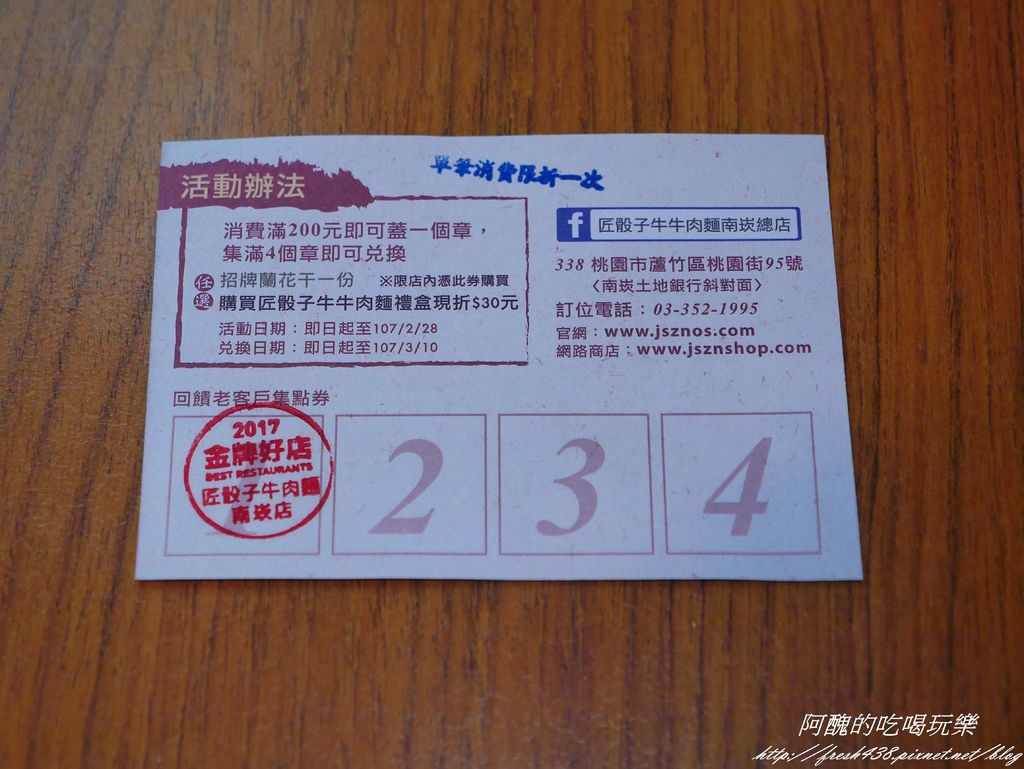 單筆消費限折一次
活動辦法
消費滿200元即可蓋一個章，
集滿4個章即可兌換
任選
招牌蘭花干一份 ※限店內憑此券購買
購買匠骰子牛牛肉麵禮盒現折$30元
活動日期：即日起至107/2/28
兌換日期：即日起至107/3/10
f 匠骰子牛牛肉麵南崁總店
338 桃園市蘆竹區桃園街95號
〈南崁土地銀行斜對面〉
訂位電話：03-352-1995
官網：www.jsznos.com
網路商店：www.jsznshop.com
回饋老客戶集點券
2017
金牌好店
BEST RESTAURANTS
匠骰子牛肉麵
南崁店
2 3 4
阿醜的吃喝玩樂
http://fresh438.pixnet.net/blog